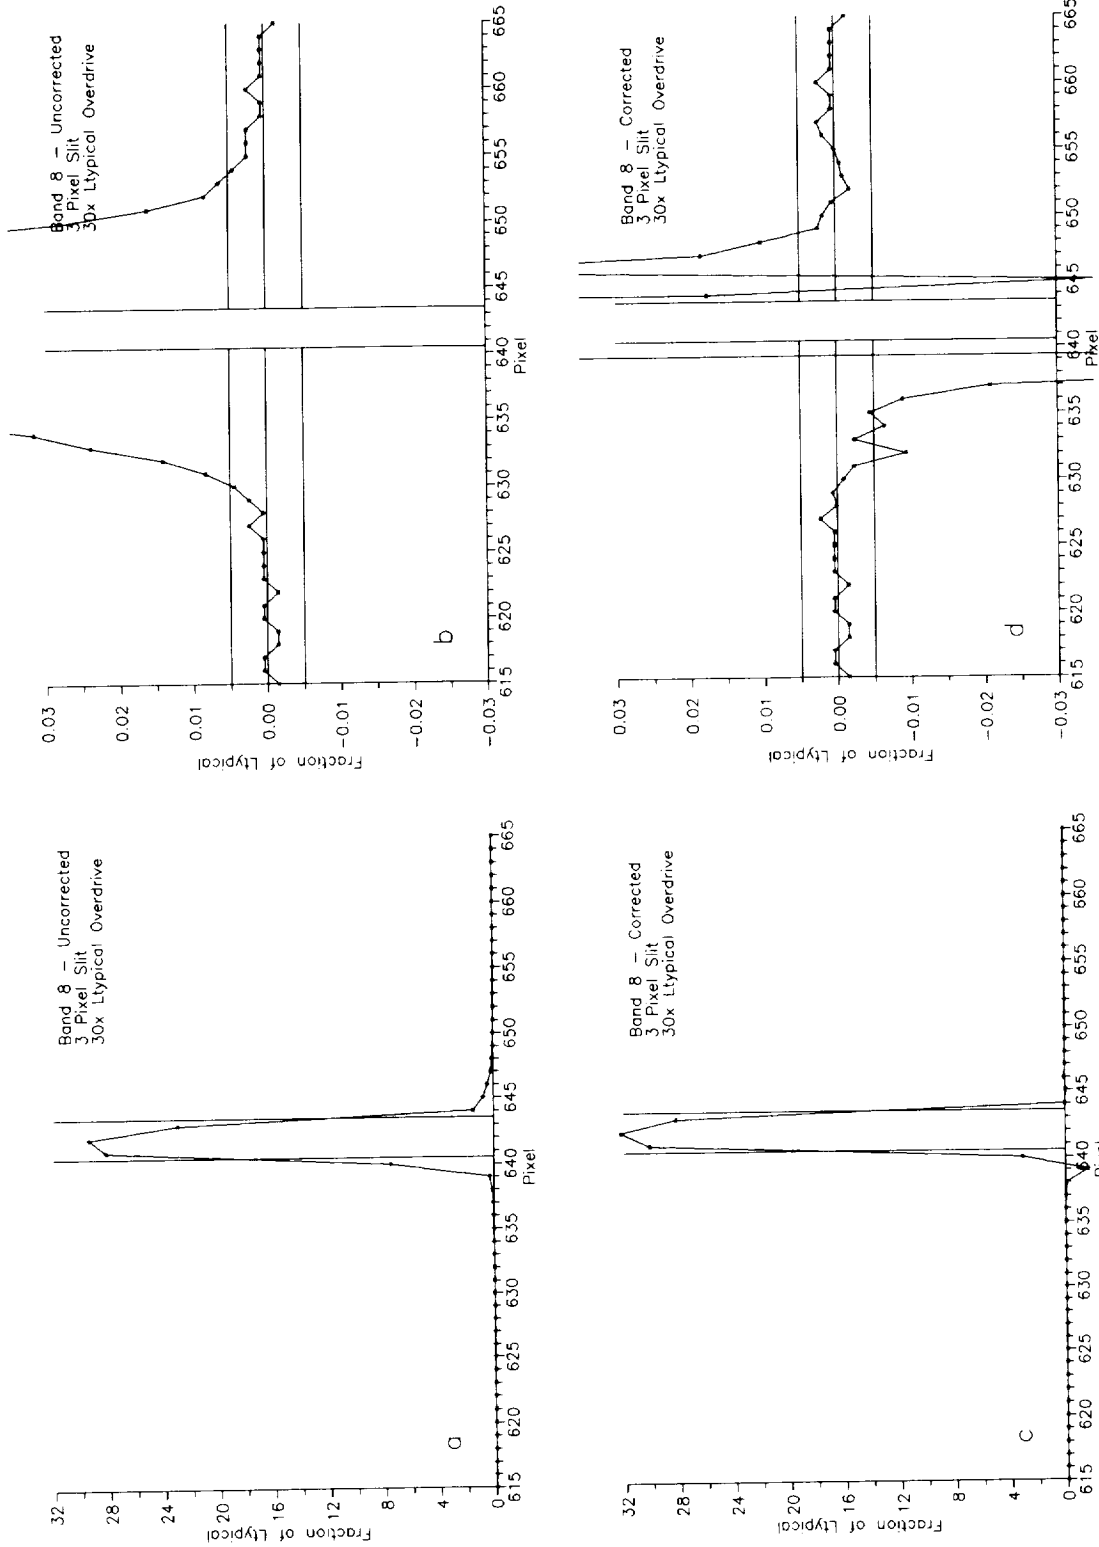 Band 8 – Uncorrected
3 Pixel Slit
30x Ltypical Overdrive
32
28
24
20
16
12
8
4
0
Fraction of Ltypical
615 620 625 630 635 640 645 650 655 660 665
Pixel
a
Band 8 – Uncorrected
3 Pixel Slit
30x Ltypical Overdrive
0.03
0.02
0.01
0.00
−0.01
−0.02
−0.03
Fraction of Ltypical
615 620 625 630 635 640 645 650 655 660 665
Pixel
b
Band 8 – Corrected
3 Pixel Slit
30x Ltypical Overdrive
32
28
24
20
16
12
8
4
0
Fraction of Ltypical
615 620 625 630 635 640 645 650 655 660 665
Pixel
c
Band 8 – Corrected
3 Pixel Slit
30x Ltypical Overdrive
0.03
0.02
0.01
0.00
−0.01
−0.02
−0.03
Fraction of Ltypical
615 620 625 630 635 640 645 650 655 660 665
Pixel
d